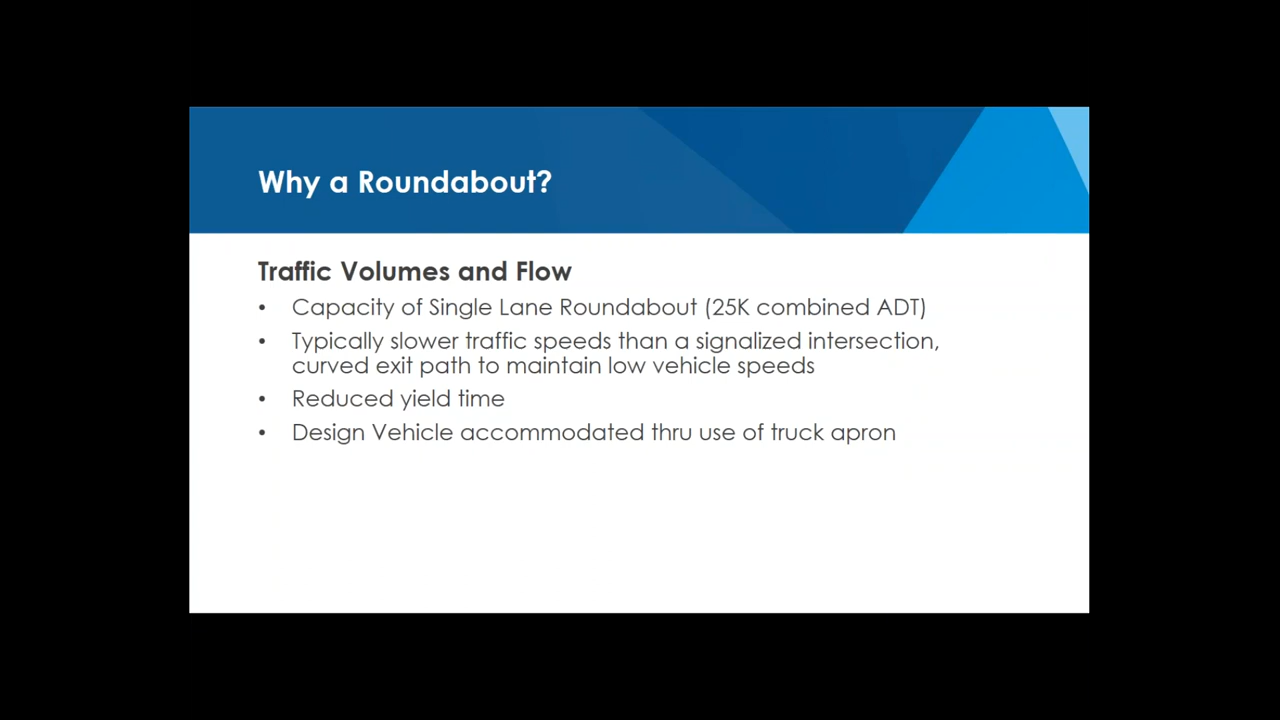 Why a Roundabout?
Traffic Volumes and Flow
• Capacity of Single Lane Roundabout (25K combined ADT)
• Typically slower traffic speeds than a signalized intersection,
curved exit path to maintain low vehicle speeds
• Reduced yield time
• Design Vehicle accommodated thru use of truck apron